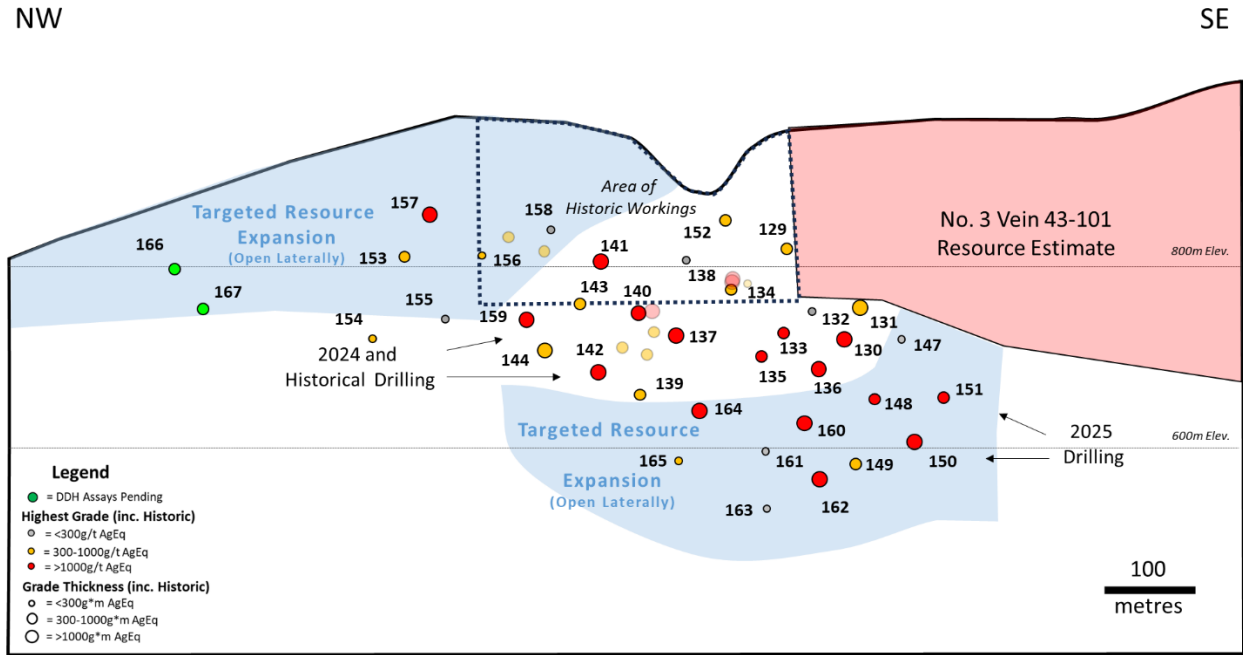 NW
SE
Area of
Historic Workings
No. 3 Vein 43-101
Resource Estimate
800m Elev.
Targeted Resource
Expansion
(Open Laterally)
157
158
152
129
166
153
156
141
138
167
143
140
134
155
159
132
131
154
144
142
137
133
130
147
2024 and
Historical Drilling
135
136
139
164
148
151
Targeted Resource
Expansion
(Open Laterally)
160
600m Elev.
165
161
149
150
2025
Drilling
163
162
Legend
= DDH Assays Pending
Highest Grade (inc. Historic)
= <300g/t AgEq
= 300-1000g/t AgEq
= >1000g/t AgEq
Grade Thickness (inc. Historic)
= <300g*m AgEq
= 300-1000g*m AgEq
= >1000g*m AgEq
100
metres